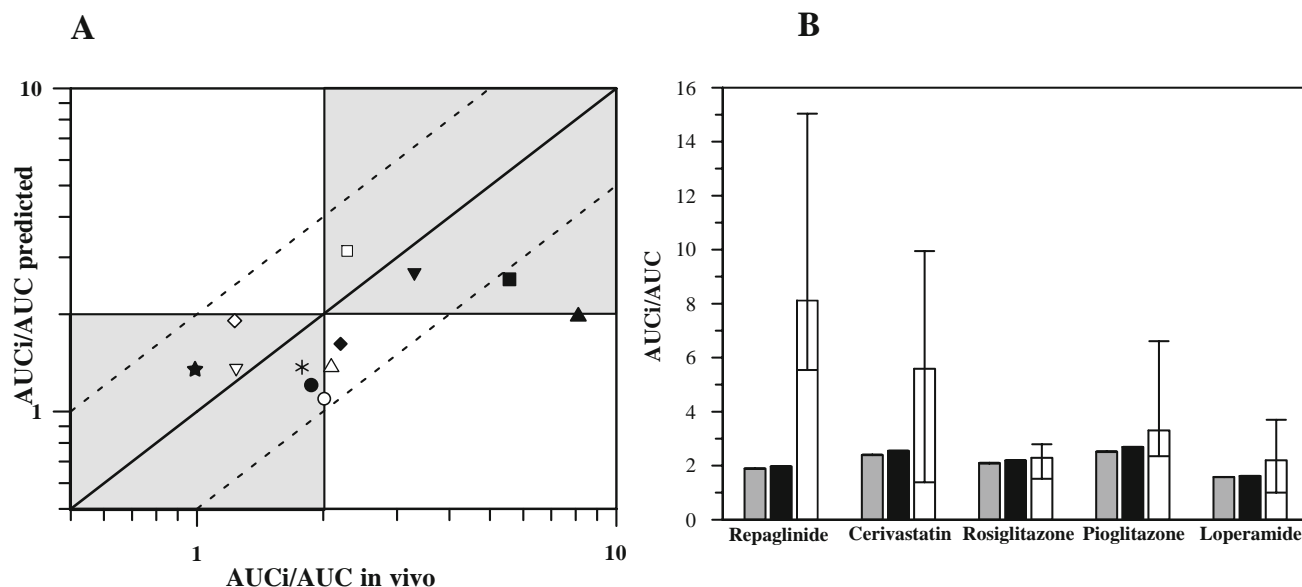 A
10
1
AUCi/AUC predicted
1
2
10
AUCi/AUC in vivo
B
16
14
12
10
8
6
4
2
0
AUCi/AUC
Repaglinide Cerivastatin Rosiglitazone Pioglitazone Loperamide